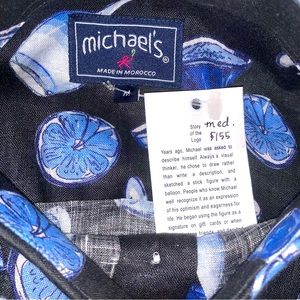 michael's®
MADE IN MOROCCO
M
Story med.
of the
Logo $155
Years ago, Michael was asked to
describe himself. Always a visual
thinker, he chose to draw rather
than write a description, and
sketched a stick figure with a
balloon. People who know Michael
well recognize it as an expression
of his optimism and eagerness for
life. He began using the figure as a
signature on gift cards or when
friends